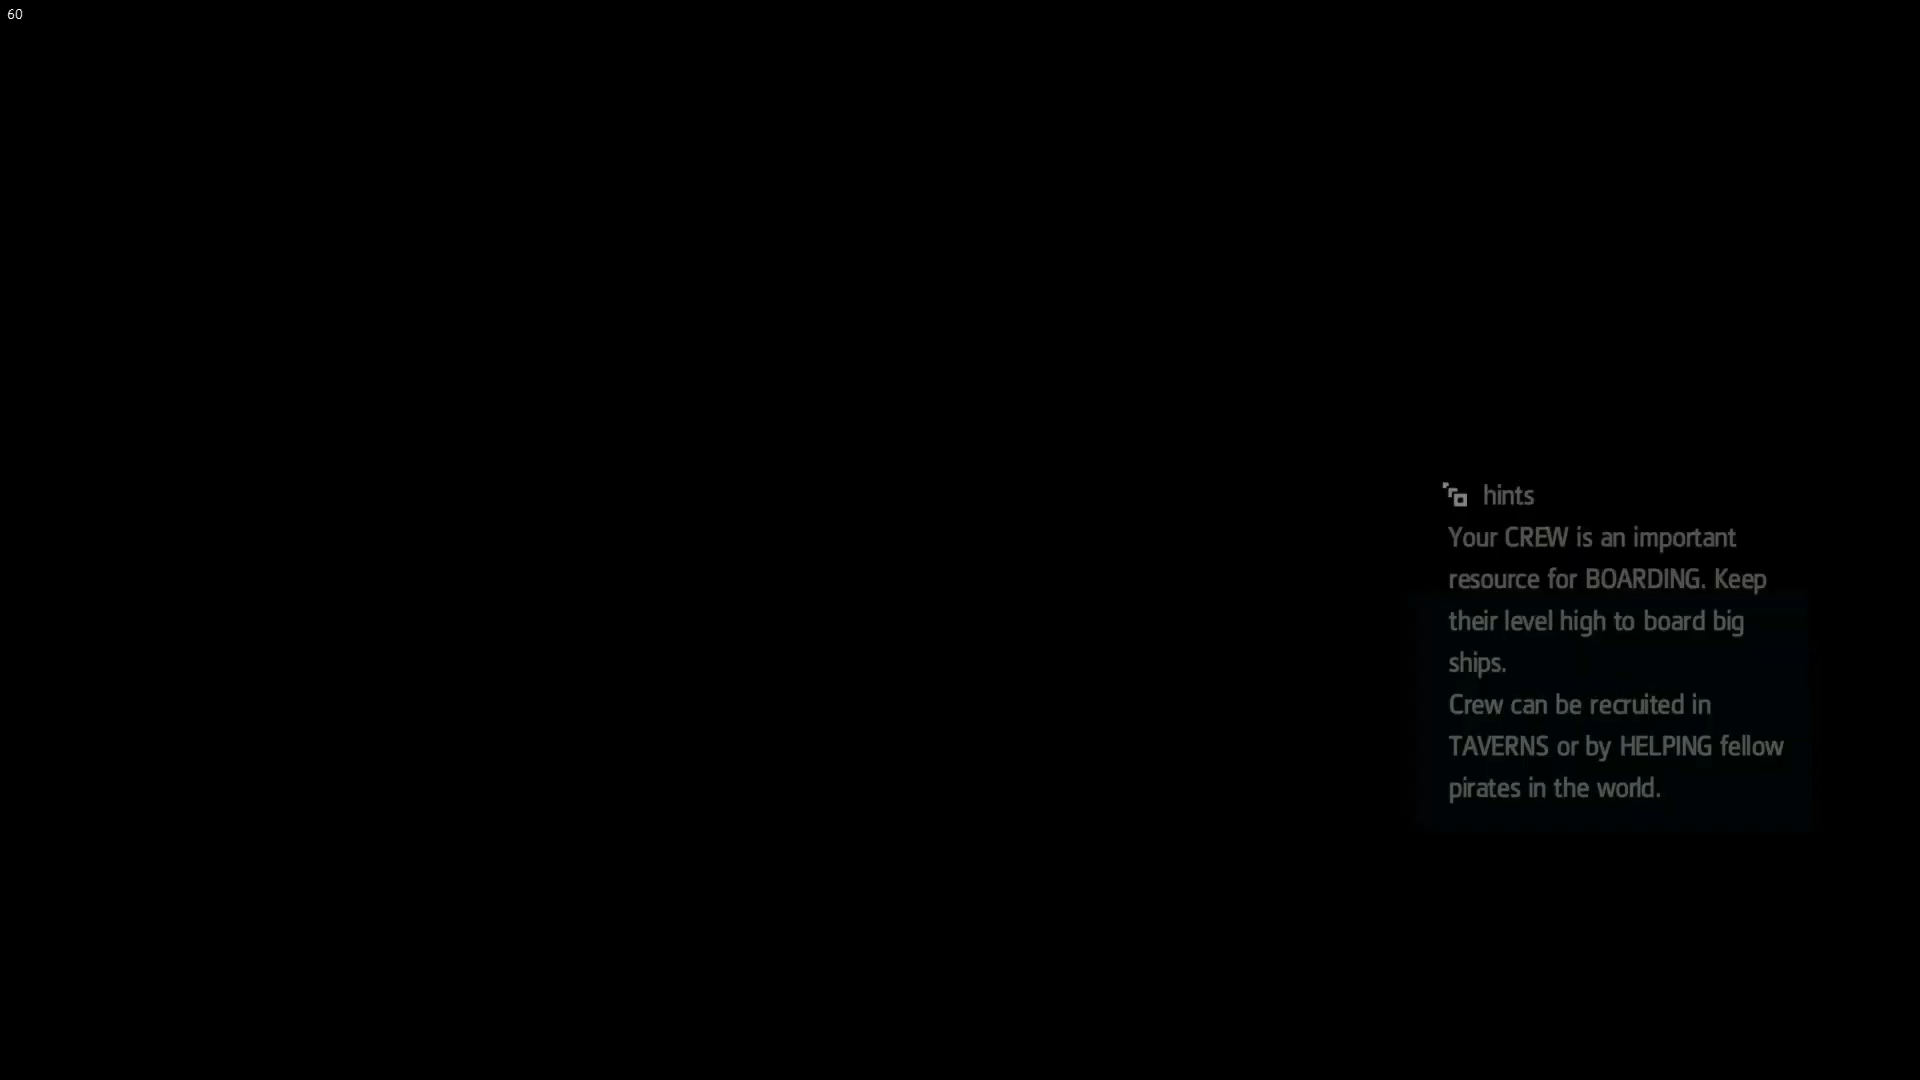 60
hints
Your CREW is an important
resource for BOARDING. Keep
their level high to board big
ships.
Crew can be recruited in
TAVERNS or by HELPING fellow
pirates in the world.